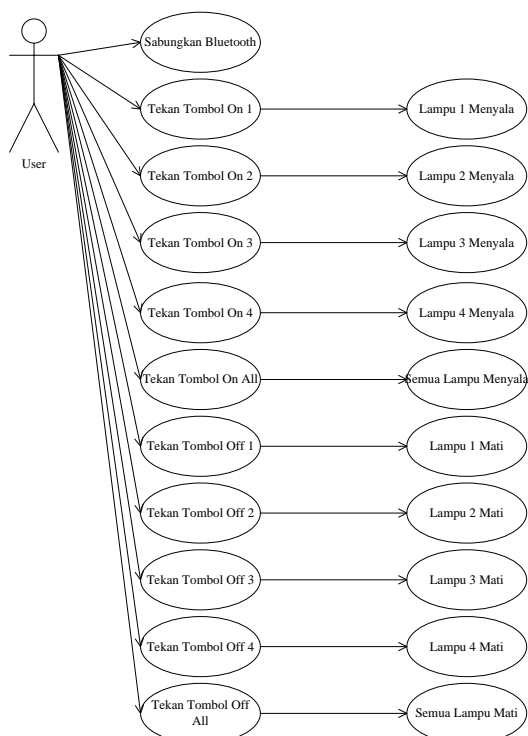 Sabungkan Bluetooth
Tekan Tombol On 1
Lampu 1 Menyala
User
Tekan Tombol On 2
Lampu 2 Menyala
Tekan Tombol On 3
Lampu 3 Menyala
Tekan Tombol On 4
Lampu 4 Menyala
Tekan Tombol On All
Semua Lampu Menyala
Tekan Tombol Off 1
Lampu 1 Mati
Tekan Tombol Off 2
Lampu 2 Mati
Tekan Tombol Off 3
Lampu 3 Mati
Tekan Tombol Off 4
Lampu 4 Mati
Tekan Tombol Off
All
Semua Lampu Mati